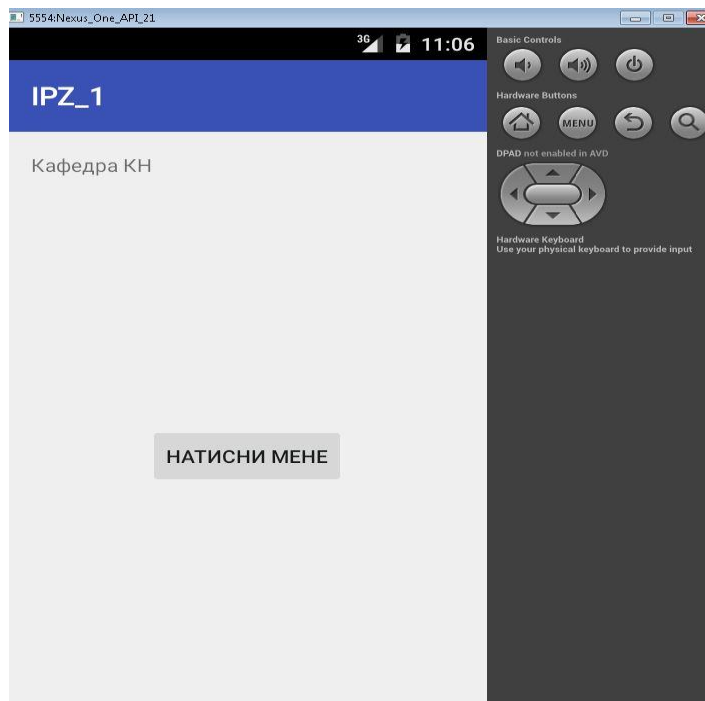 5554:Nexus_One_API_21
3G 11:06
IPZ_1
Кафедра КН
НАТИСНИ МЕНЕ
Basic Controls
Hardware Buttons
MENU
DPAD not enabled in AVD
Hardware Keyboard
Use your physical keyboard to provide input